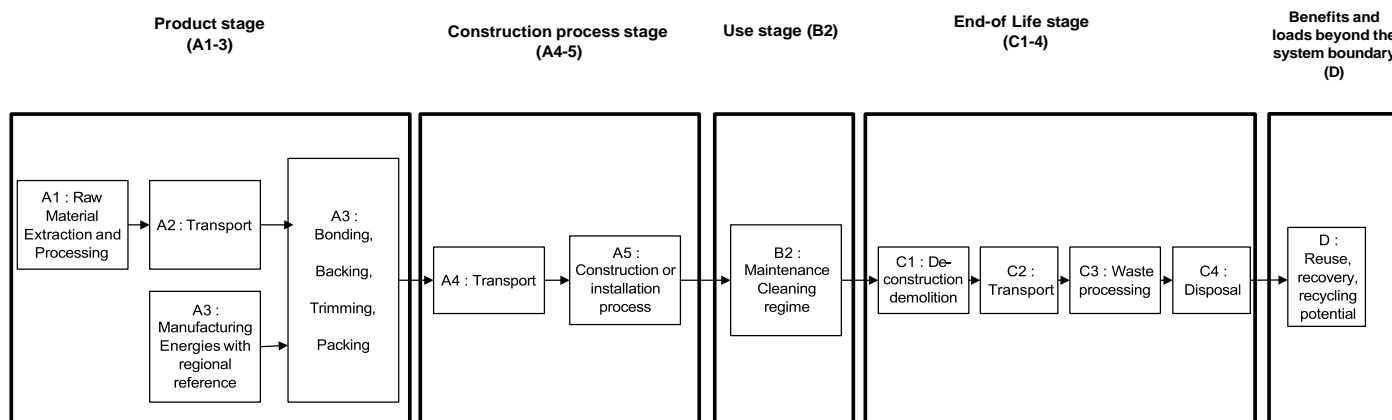 Product stage
(A1-3)
Construction process stage
(A4-5)
Use stage (B2)
End-of Life stage
(C1-4)
Benefits and
loads beyond the
system boundary
(D)
A1 : Raw
Material
Extraction and
Processing
A2 : Transport
A3 :
Manufacturing
Energies with
regional
reference
A3 :
Bonding,
Backing,
Trimming,
Packing
A4 : Transport
A5 :
Construction or
installation
process
B2 :
Maintenance
Cleaning
regime
C1 : De-
construction
demolition
C2 :
Transport
C3 : Waste
processing
C4 :
Disposal
D :
Reuse,
recovery,
recycling
potential